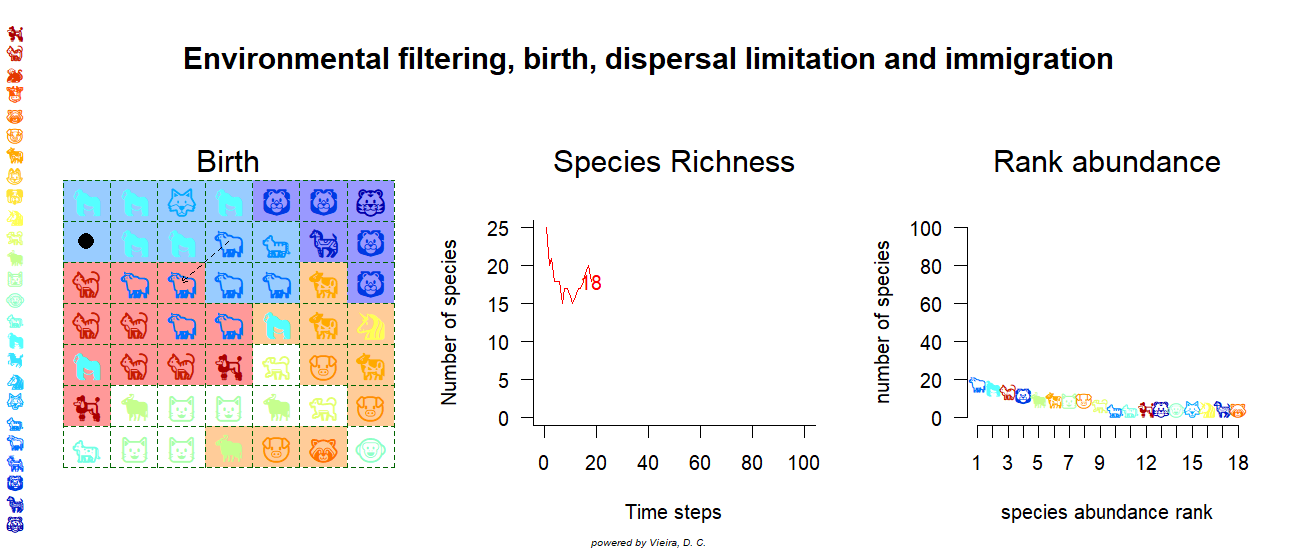 Environmental filtering, birth, dispersal limitation and immigration
Birth
Species Richness
Rank abundance
Number of species
25
20
15
10
5
0
18
0 20 40 60 80 100
Time steps
number of species
100
80
60
40
20
0
1 3 5 7 9 12 15 18
species abundance rank
powered by Vieira, D. C.